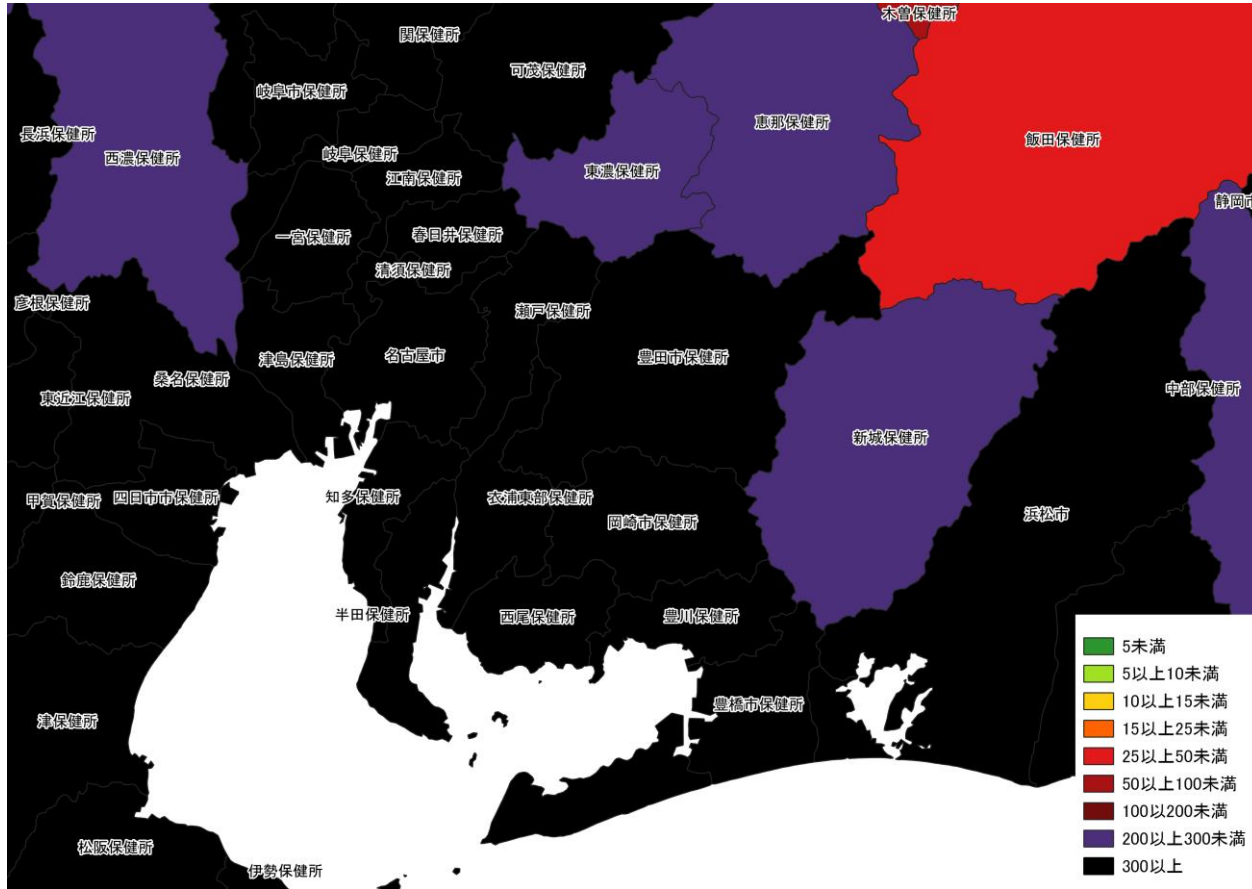 関保健所
木曽保健所
可茂保健所
岐阜市保健所
恵那保健所
長浜保健所
西濃保健所
岐阜保健所
飯田保健所
江南保健所
東濃保健所
静岡市
一宮保健所
春日井保健所
清須保健所
彦根保健所
瀬戸保健所
津島保健所
名古屋市
豊田市保健所
桑名保健所
東近江保健所
中部保健所
新城保健所
甲賀保健所
四日市市保健所
知多保健所
衣浦東部保健所
岡崎市保健所
浜松市
鈴鹿保健所
半田保健所
西尾保健所
豊川保健所
津保健所
豊橋市保健所
松阪保健所
伊勢保健所
5未満
5以上10未満
10以上15未満
15以上25未満
25以上50未満
50以上100未満
100以200未満
200以上300未満
300以上